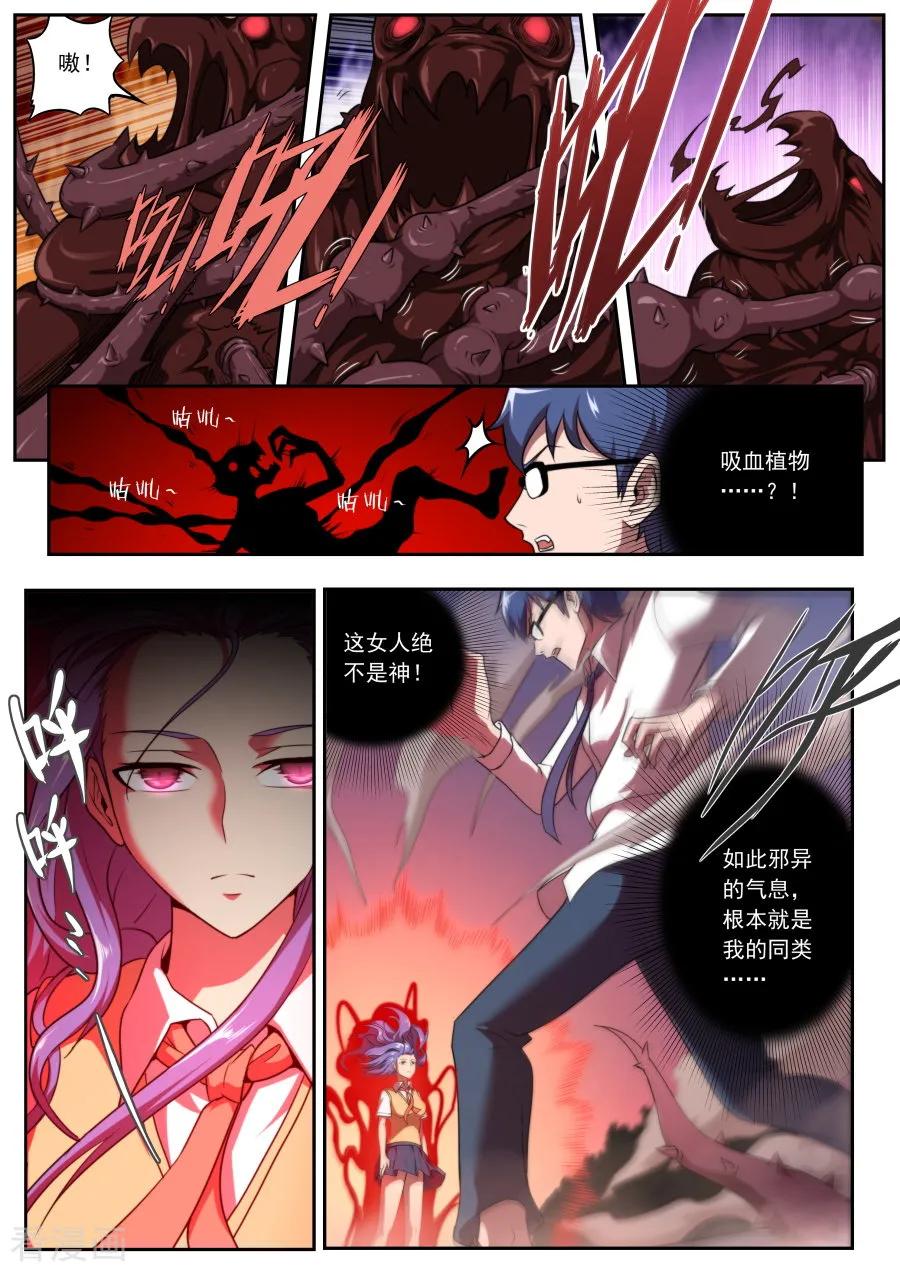 嗷！
吼！
吼！
吼！
咕叽~
咕叽~
咕叽~
吸血植物
……？！
呼
呼
这女人绝
不是神！
呼
如此邪异
的气息，
根本就是
我的同类
……
看漫画